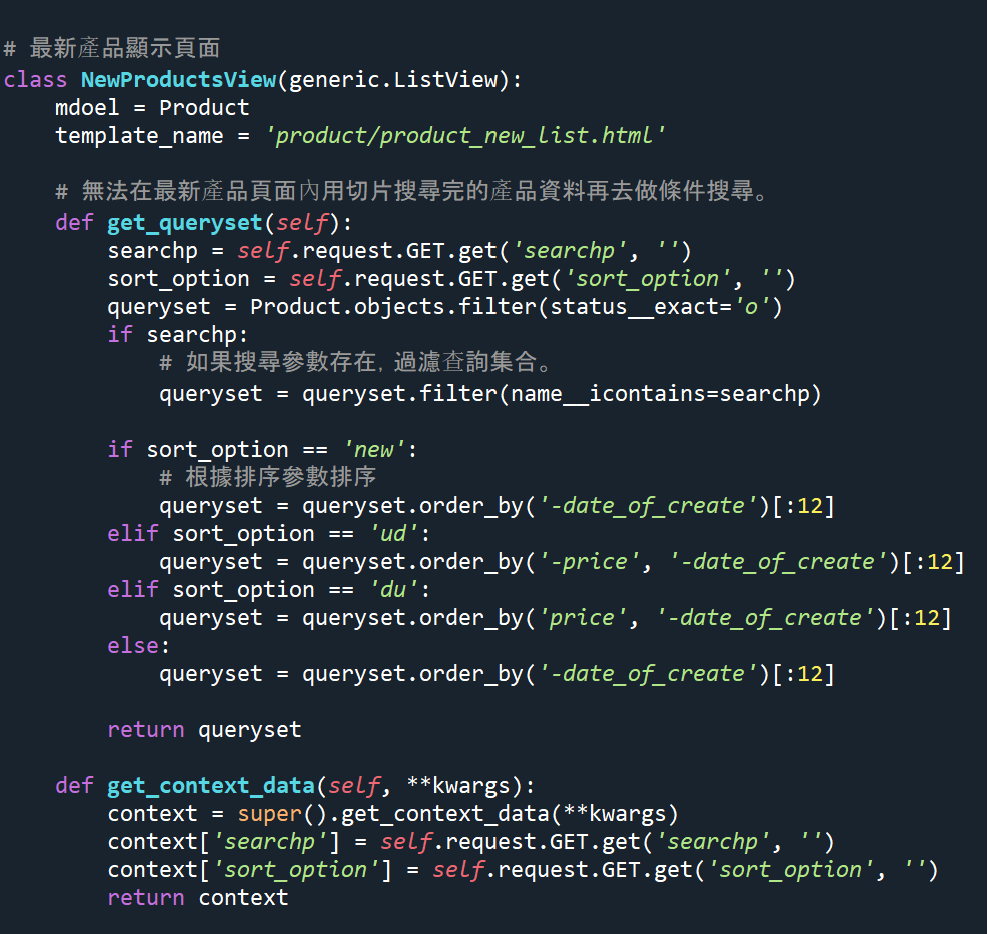 # 最新產品顯示頁面
class NewProductsView(generic.ListView):
    mdoel = Product
    template_name = 'product/product_new_list.html'

    # 無法在最新產品頁面內用切片搜尋完的產品資料再去做條件搜尋。
    def get_queryset(self):
        searchp = self.request.GET.get('searchp', '')
        sort_option = self.request.GET.get('sort_option', '')
        queryset = Product.objects.filter(status__exact='o')
        if searchp:
            # 如果搜尋參數存在, 過濾查詢集合。
            queryset = queryset.filter(name__icontains=searchp)

        if sort_option == 'new':
            # 根據排序參數排序
            queryset = queryset.order_by('-date_of_create')[:12]
        elif sort_option == 'ud':
            queryset = queryset.order_by('-price', '-date_of_create')[:12]
        elif sort_option == 'du':
            queryset = queryset.order_by('price', '-date_of_create')[:12]
        else:
            queryset = queryset.order_by('-date_of_create')[:12]

        return queryset

    def get_context_data(self, **kwargs):
        context = super().get_context_data(**kwargs)
        context['searchp'] = self.request.GET.get('searchp', '')
        context['sort_option'] = self.request.GET.get('sort_option', '')
        return context